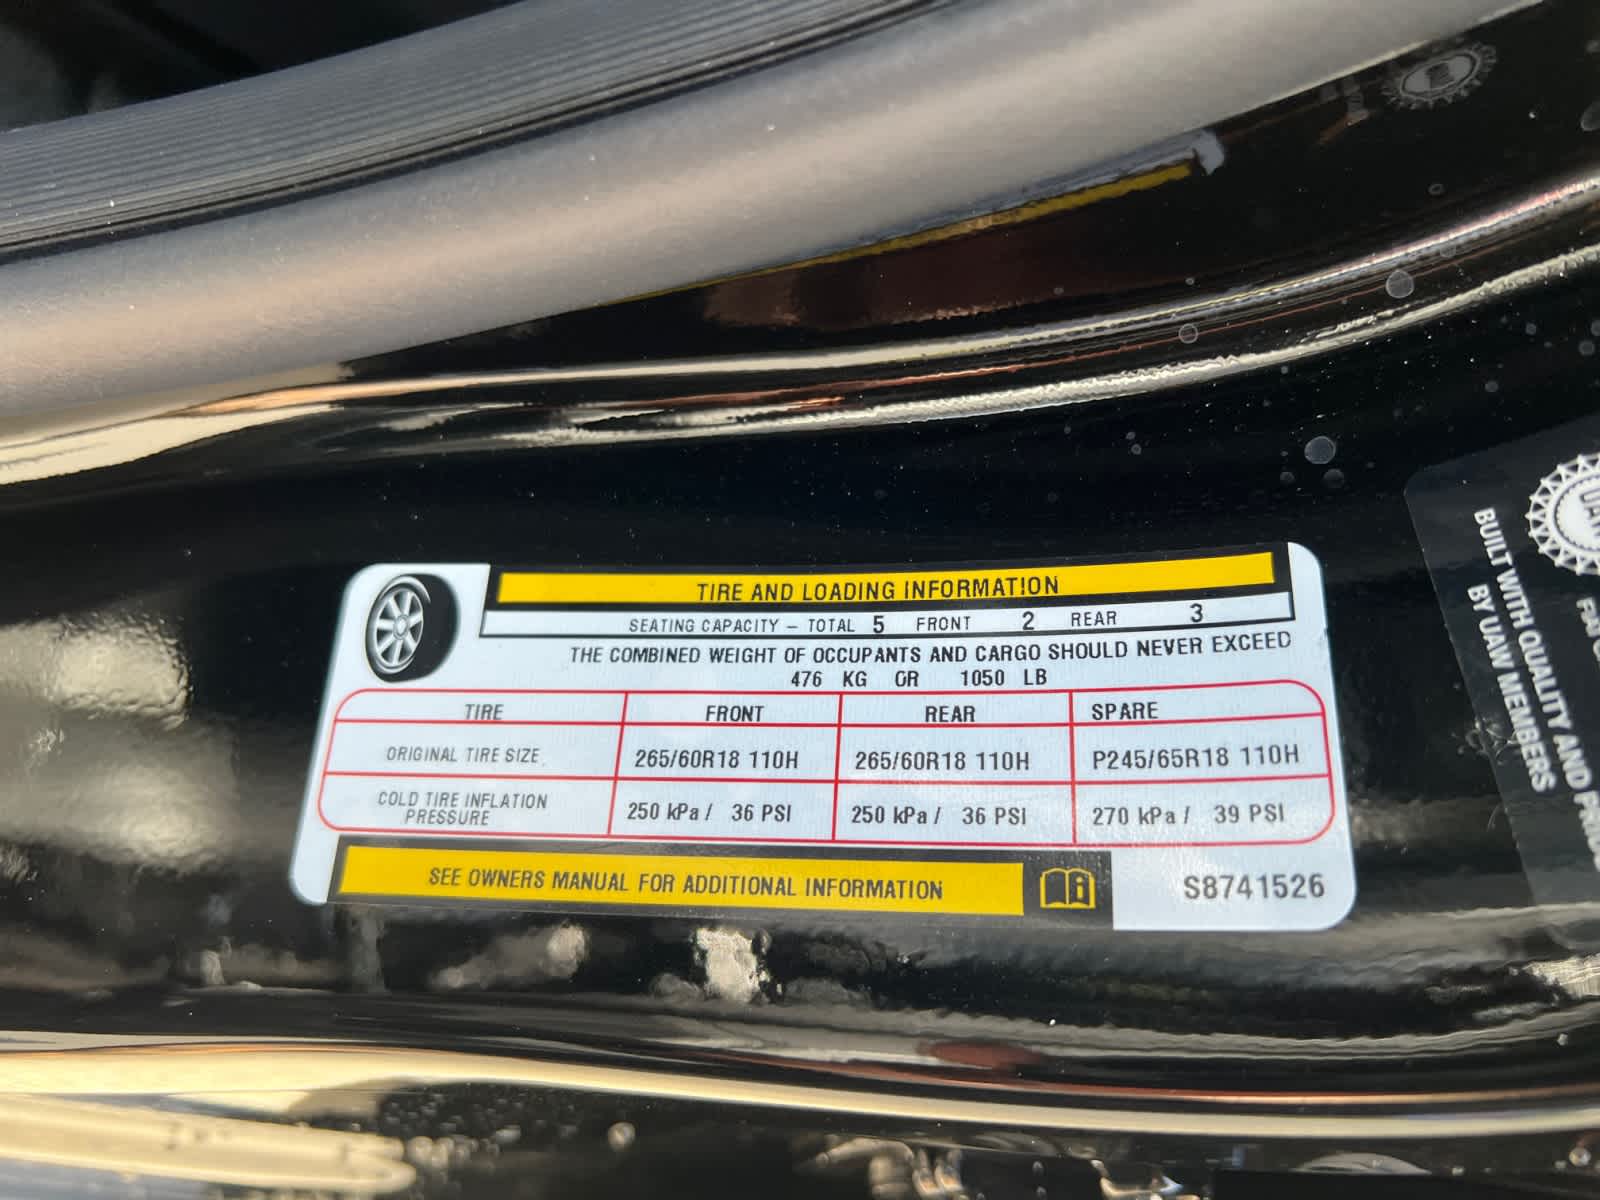 TIRE AND LOADING INFORMATION
SEATING CAPACITY – TOTAL 5 FRONT 2 REAR 3
THE COMBINED WEIGHT OF OCCUPANTS AND CARGO SHOULD NEVER EXCEED
476 KG OR 1050 LB
TIRE FRONT REAR SPARE
ORIGINAL TIRE SIZE 265/60R18 110H 265/60R18 110H P245/65R18 110H
COLD TIRE INFLATION
PRESSURE 250 kPa / 36 PSI 250 kPa / 36 PSI 270 kPa / 39 PSI
SEE OWNERS MANUAL FOR ADDITIONAL INFORMATION
S8741526
BUILT WITH QUALITY AND
BY UAW MEMBERS